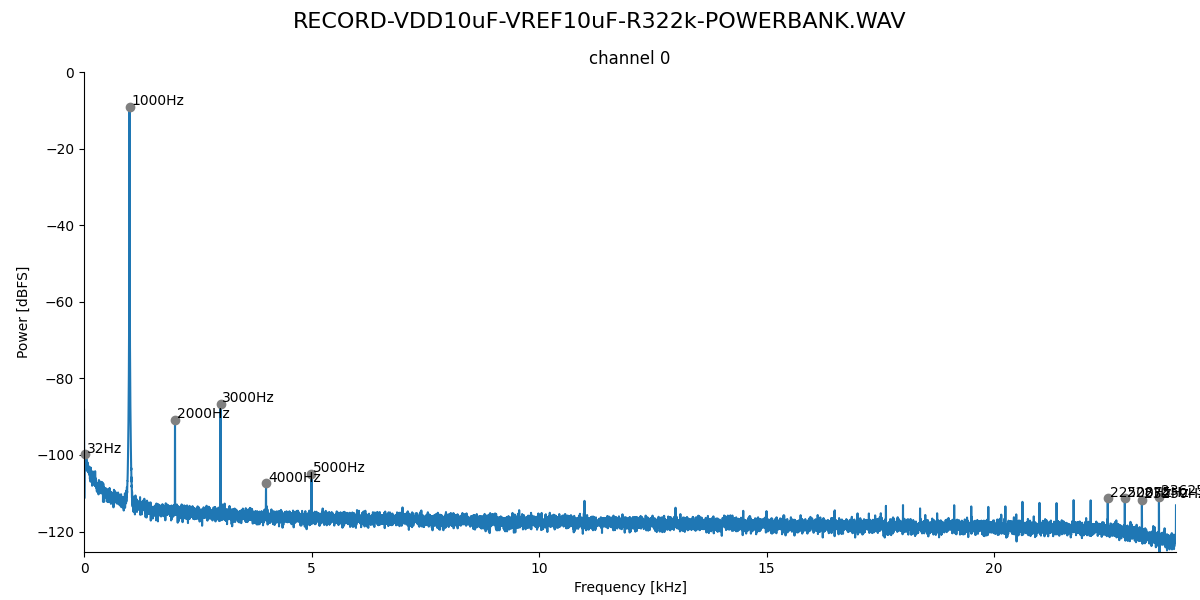 RECORD-VDD10uF-VREF10uF-R322k-POWERBANK.WAV
channel 0
Power [dBFS]
0
−20
−40
−60
−80
−100
−120
1000Hz
3000Hz
2000Hz
5000Hz
32Hz
4000Hz
0
5
10
15
20
Frequency [kHz]